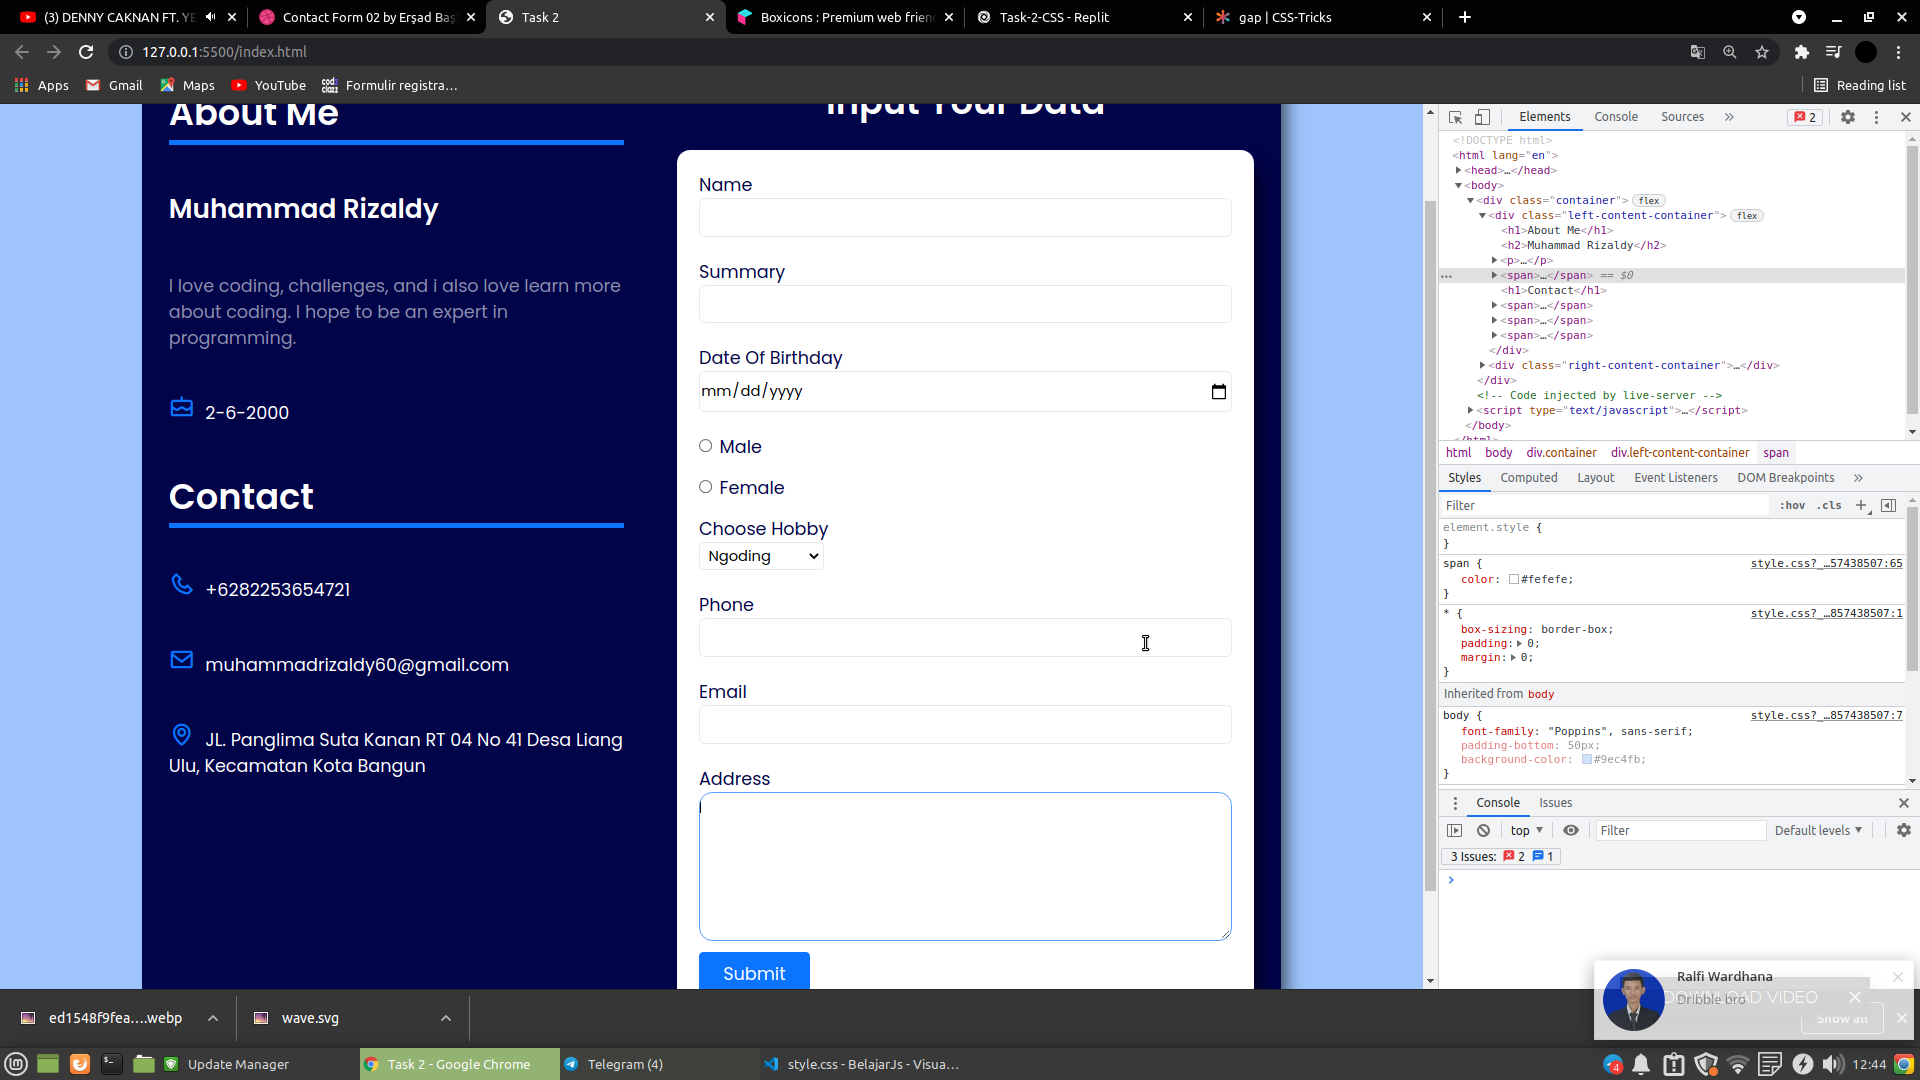 (3) DENNY CAKNAN FT. YE
Contact Form 02 by Erşad Baş
Task 2
Boxicons : Premium web frien
Task-2-CSS - Replit
gap | CSS-Tricks
127.0.0.1:5500/index.html
Apps
Gmail
Maps
YouTube
Formulir registra…
Reading list
About Me
Muhammad Rizaldy
I love coding, challenges, and i also love learn more
about coding. I hope to be an expert in
programming.
2-6-2000
Contact
+6282253654721
muhammadrizaldy60@gmail.com
JL. Panglima Suta Kanan RT 04 No 41 Desa Liang
Ulu, Kecamatan Kota Bangun
Input Your Data
Name
Summary
Date Of Birthday
mm/dd/yyyy
Male
Female
Choose Hobby
Ngoding
Phone
Email
Address
Submit
Elements Console Sources » 2
<!DOCTYPE html>
<html lang="en">
<head>…</head>
<body>
<div class="container"> flex
<div class="left-content-container"> flex
<h1>About Me</h1>
<h2>Muhammad Rizaldy</h2>
<p>…</p>
<span>…</span> == $0
<h1>Contact</h1>
<span>…</span>
<span>…</span>
<span>…</span>
</div>
<div class="right-content-container">…</div>
</div>
<!-- Code injected by live-server -->
<script type="text/javascript">…</script>
</body>
</html>
html body div.container div.left-content-container span
Styles Computed Layout Event Listeners DOM Breakpoints »
Filter :hov .cls +
element.style {
}
span { style.css?_…57438507:65
color: #fefefe;
}
* { style.css?_…857438507:1
box-sizing: border-box;
padding: 0;
margin: 0;
}
Inherited from body
body { style.css?_…857438507:7
font-family: "Poppins", sans-serif;
padding-bottom: 50px;
background-color: #9ec4fb;
}
Console Issues
top Filter Default levels
3 Issues: 2 1
Ralfi Wardhana
Dribble bro
DOWNLOAD VIDEO
Show all
ed1548f9fea….webp
wave.svg
Update Manager
Task 2 - Google Chrome
Telegram (4)
style.css - BelajarJs - Visua…
4
12:44